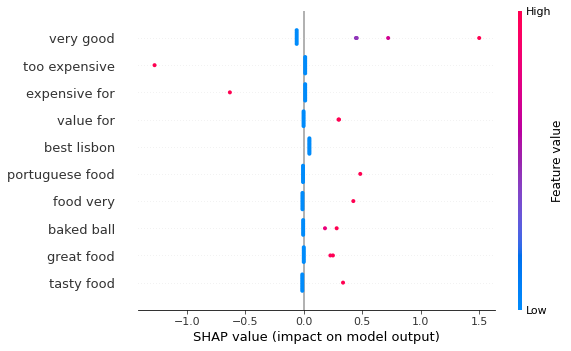 High
very good
too expensive
expensive for
value for
best lisbon
portuguese food
food very
baked ball
great food
tasty food
Feature value
Low
−1.0 −0.5 0.0 0.5 1.0 1.5
SHAP value (impact on model output)